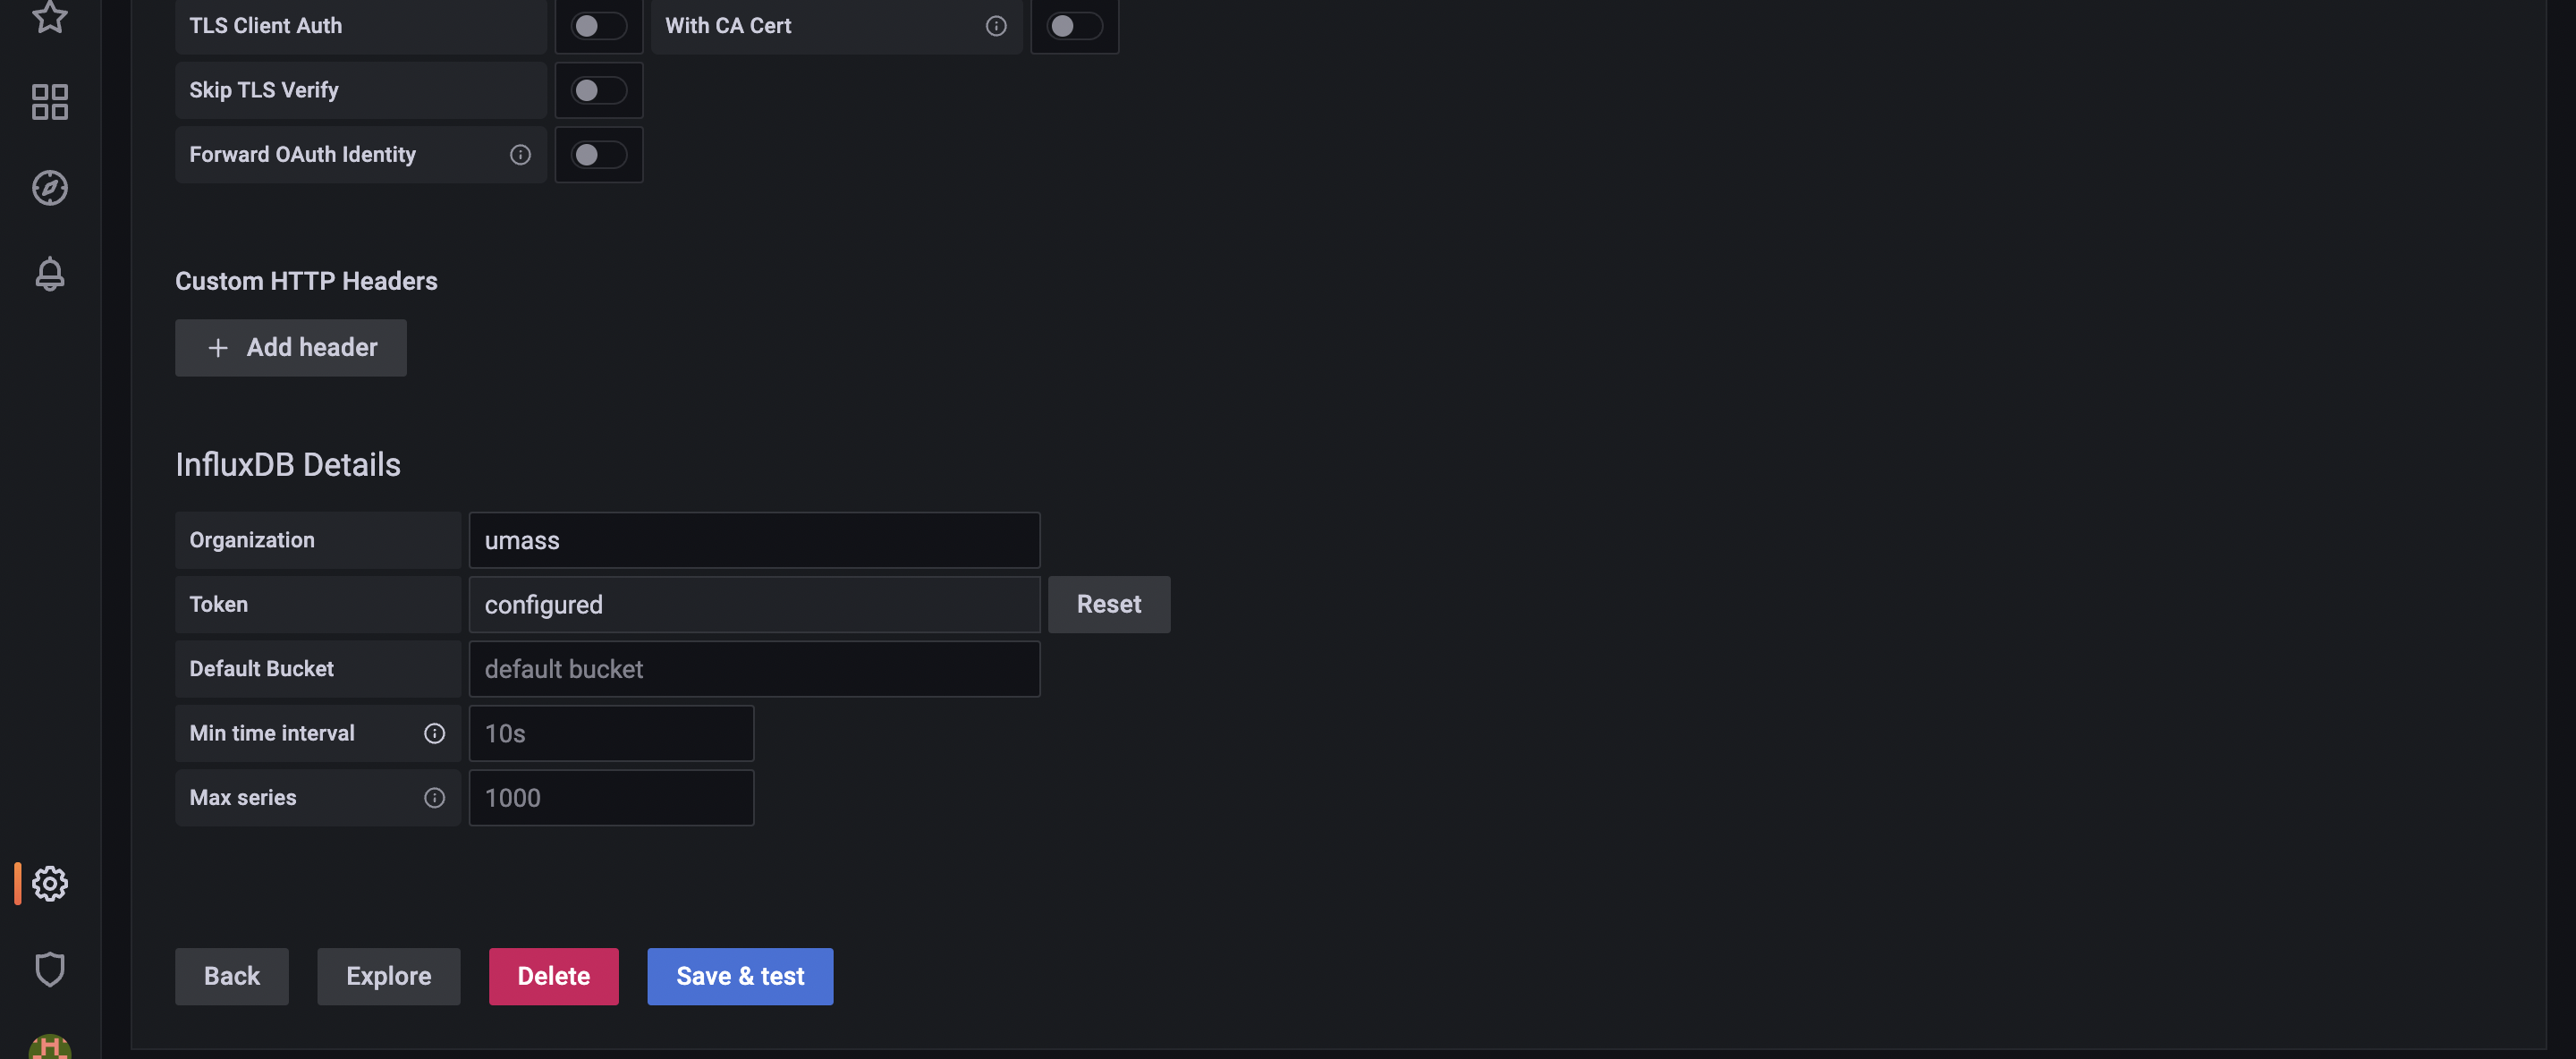 TLS Client Auth With CA Cert
Skip TLS Verify
Forward OAuth Identity
Custom HTTP Headers
+ Add header
InfluxDB Details
Organization umass
Token configured Reset
Default Bucket default bucket
Min time interval 10s
Max series 1000
Back Explore Delete Save & test